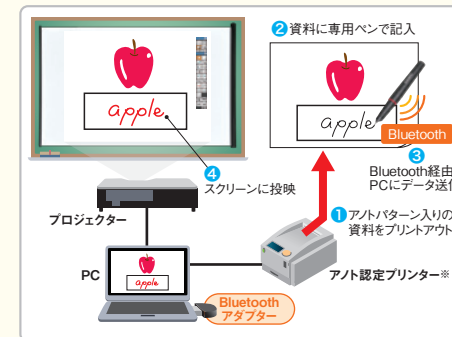 ❷資料に専用ペンで記入
apple
apple
Bluetooth
❸
Bluetooth経由
PCにデータ送信
❹
スクリーンに投映
❶アノトパターン入りの
資料をプリントアウト
プロジェクター
アノト認定プリンター※
PC
apple
Bluetooth
アダプター